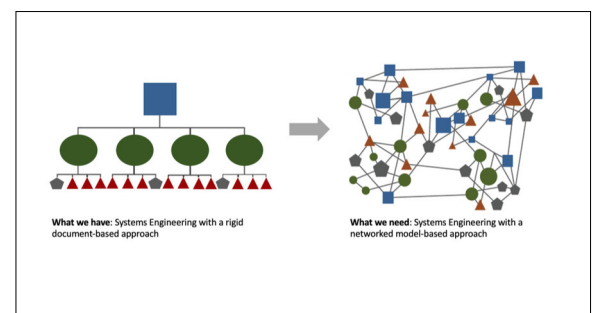 What we have: Systems Engineering with a rigid
document-based approach
What we need: Systems Engineering with a
networked model-based approach